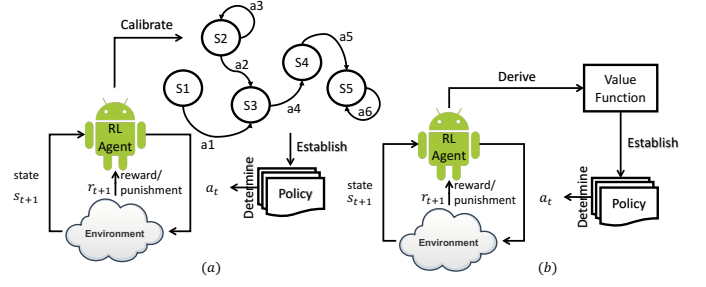 Calibrate
a3
S2
a2
S1
S3
a1
S4
a4
a5
S5
a6
RL
Agent
state
s_{t+1}
reward/
r_{t+1} punishment
Environment
Establish
Policy
Determine
a_t
(a)
Derive
Value
Function
RL
Agent
state
s_{t+1}
reward/
r_{t+1} punishment
Environment
Establish
Policy
Determine
a_t
(b)